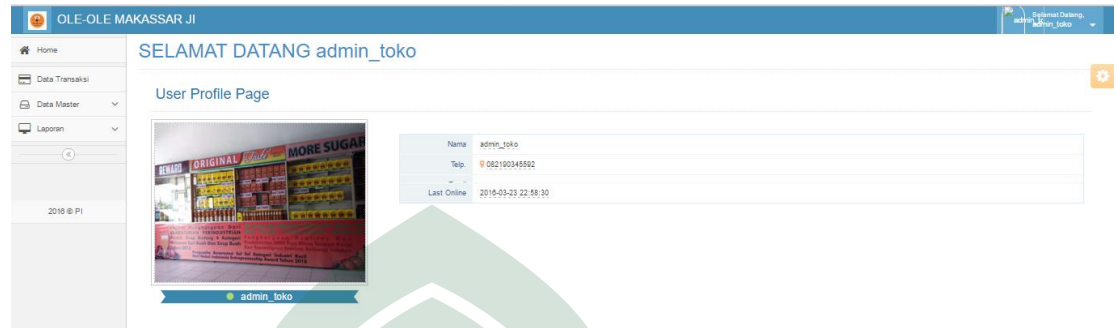 OLE-OLE MAKASSAR JI
Selamat Datang,
admin_toko
Home
Data Transaksi
Data Master
Laporan
2016 @ PI
SELAMAT DATANG admin_toko
User Profile Page
REWARD ORIGINAL MORE SUGAR
admin_toko
Nama admin_toko
Telp. 082190345592
Last Online 2016-03-23 22:58:30